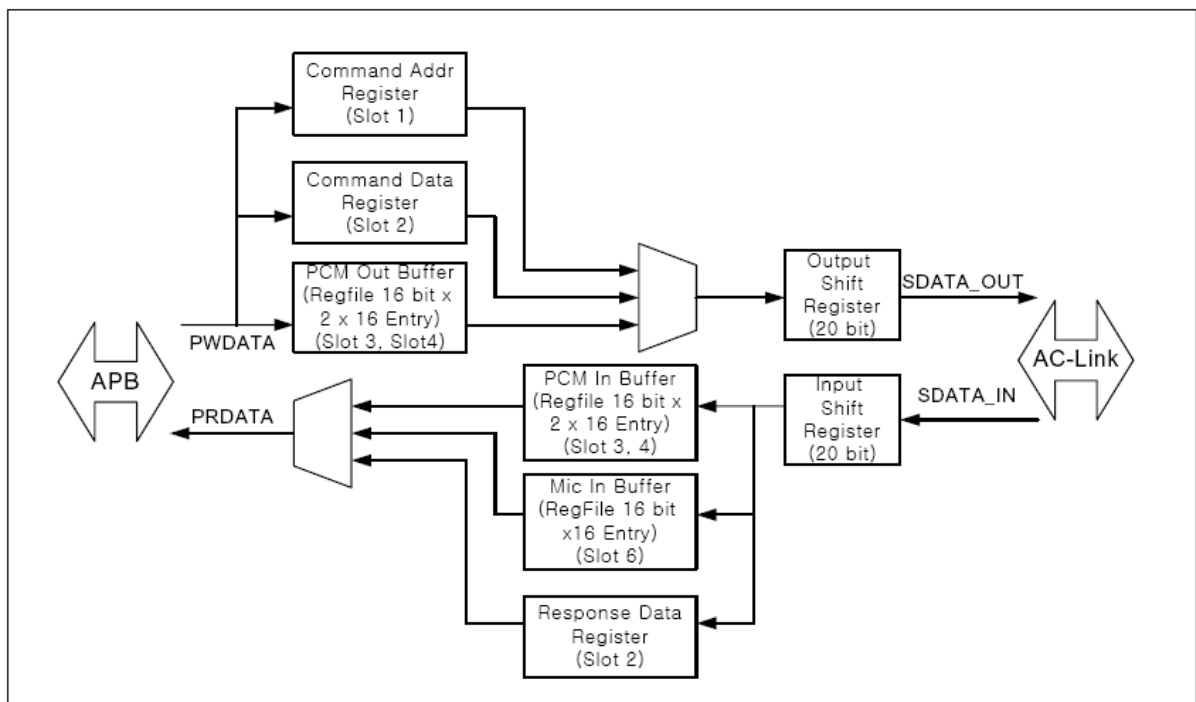 Command Addr
Register
(Slot 1)
Command Data
Register
(Slot 2)
PCM Out Buffer
(Regfile 16 bit x
2 x 16 Entry)
(Slot 3, Slot4)
PWDATA
Output
Shift
Register
(20 bit)
SDATA_OUT
APB
AC-Link
PRDATA
PCM In Buffer
(Regfile 16 bit x
2 x 16 Entry)
(Slot 3, 4)
Input
Shift
Register
(20 bit)
SDATA_IN
Mic In Buffer
(RegFile 16 bit
x16 Entry)
(Slot 6)
Response Data
Register
(Slot 2)